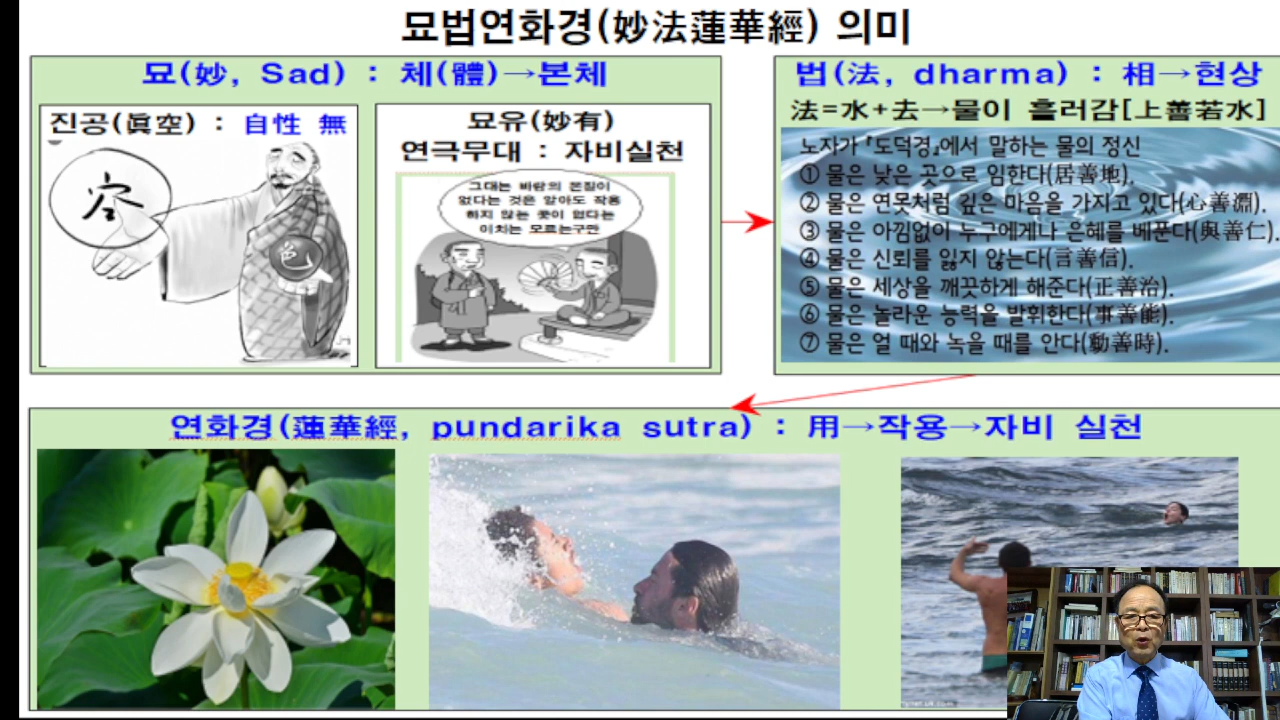 묘법연화경(妙法蓮華經) 의미
묘(妙, Sad) : 체(體)→본체
진공(眞空) : 自性 無
空
色
묘유(妙有)
연극무대 : 자비실천
그대는 바람의 본질이
없다는 것은 알아도 작용
하지 않는 곳이 없다는
이치는 모르는구만
법(法, dharma) : 相→현상
法=水+去→물이 흘러감[上善若水]
노자가 『도덕경』에서 말하는 물의 정신
① 물은 낮은 곳으로 임한다(居善地).
② 물은 연못처럼 깊은 마음을 가지고 있다(心善淵).
③ 물은 아낌없이 누구에게나 은혜를 베푼다(與善仁).
④ 물은 신뢰를 잃지 않는다(言善信).
⑤ 물은 세상을 깨끗하게 해준다(正善治).
⑥ 물은 놀라운 능력을 발휘한다(事善能).
⑦ 물은 얼 때와 녹을 때를 안다(動善時).
연화경(蓮華經, pundarika sutra) : 用→작용→자비 실천